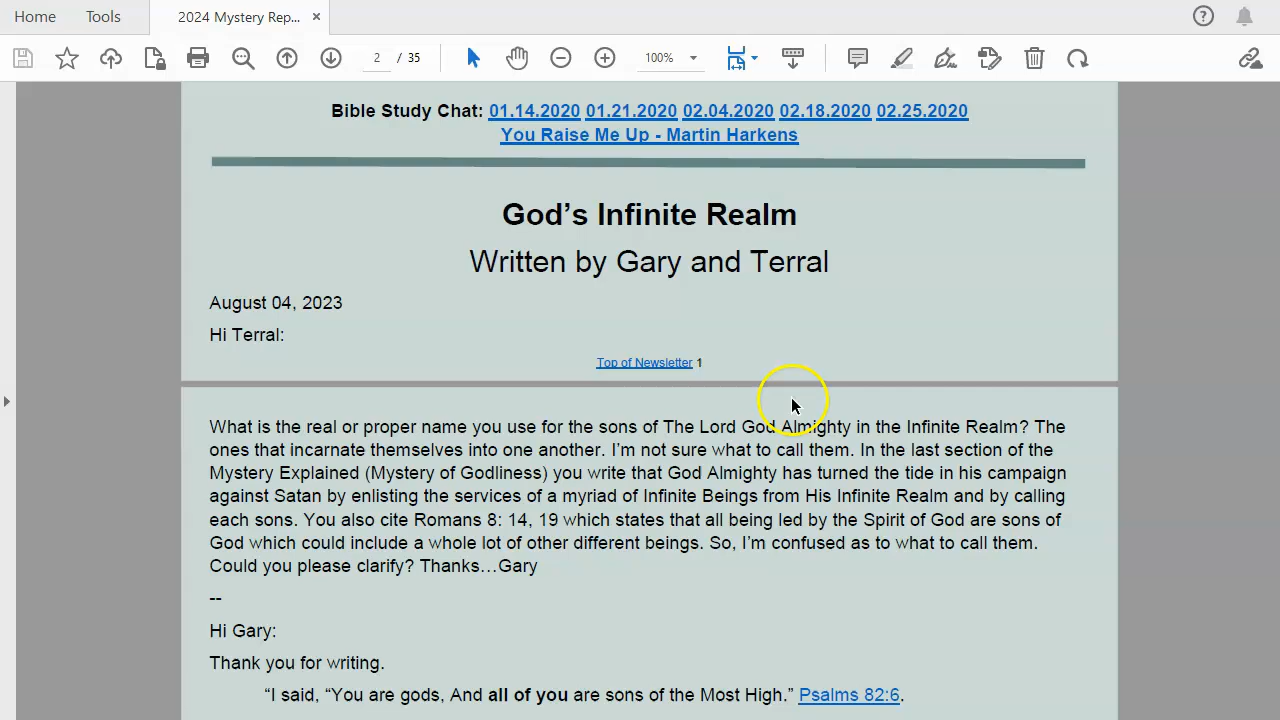 Home Tools 2024 Mystery Rep... ×
2 / 35 100%
Bible Study Chat: 01.14.2020 01.21.2020 02.04.2020 02.18.2020 02.25.2020
You Raise Me Up - Martin Harkens
God’s Infinite Realm
Written by Gary and Terral
August 04, 2023
Hi Terral:
Top of Newsletter 1
What is the real or proper name you use for the sons of The Lord God Almighty in the Infinite Realm? The
ones that incarnate themselves into one another. I’m not sure what to call them. In the last section of the
Mystery Explained (Mystery of Godliness) you write that God Almighty has turned the tide in his campaign
against Satan by enlisting the services of a myriad of Infinite Beings from His Infinite Realm and by calling
each sons. You also cite Romans 8: 14, 19 which states that all being led by the Spirit of God are sons of
God which could include a whole lot of other different beings. So, I’m confused as to what to call them.
Could you please clarify? Thanks…Gary
--
Hi Gary:
Thank you for writing.
“I said, “You are gods, And all of you are sons of the Most High.” Psalms 82:6.